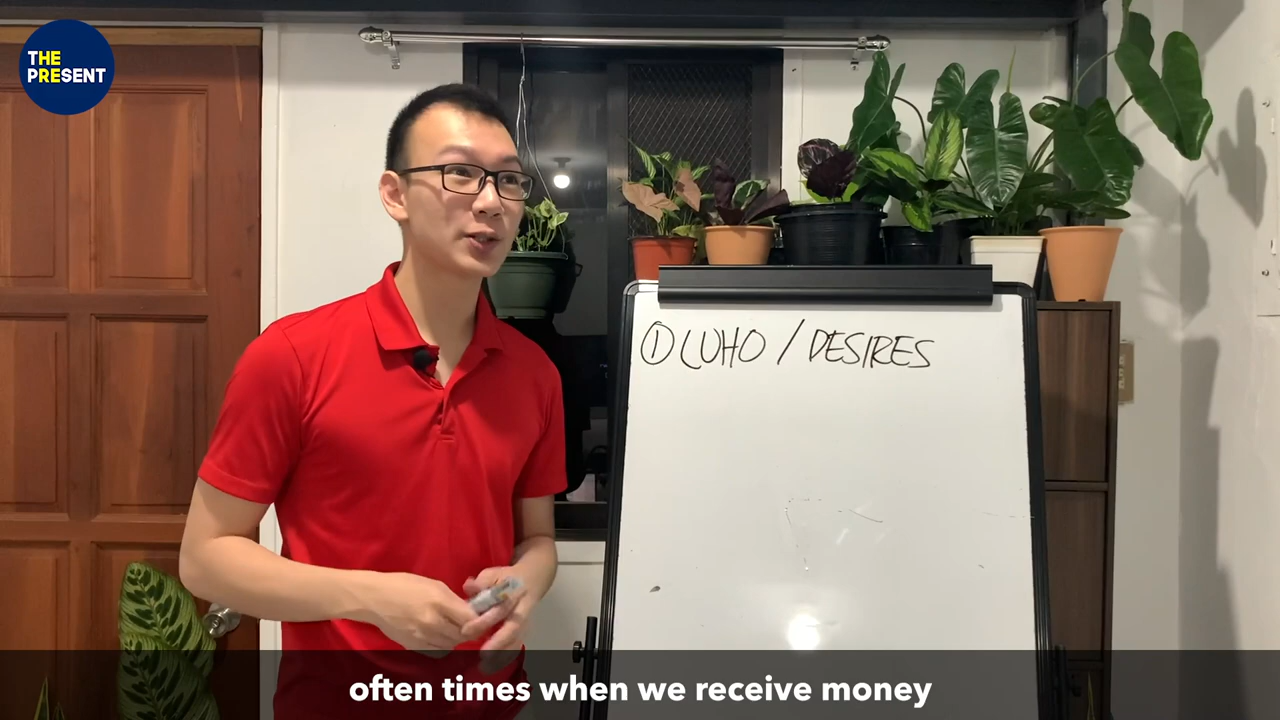 THE
PRESENT
① LUHO / DESIRES
often times when we receive money